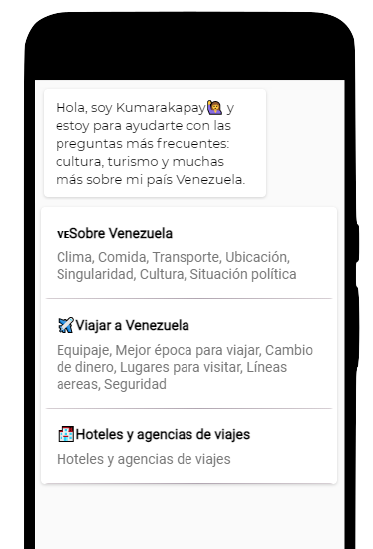 Hola, soy Kumarakapay🙋🏽‍♀️ y
estoy para ayudarte con las
preguntas más frecuentes:
cultura, turismo y muchas
más sobre mi país Venezuela.
🇻🇪Sobre Venezuela
Clima, Comida, Transporte, Ubicación,
Singularidad, Cultura, Situación política
✈️Viajar a Venezuela
Equipaje, Mejor época para viajar, Cambio
de dinero, Lugares para visitar, Líneas
aereas, Seguridad
🏨Hoteles y agencias de viajes
Hoteles y agencias de viajes